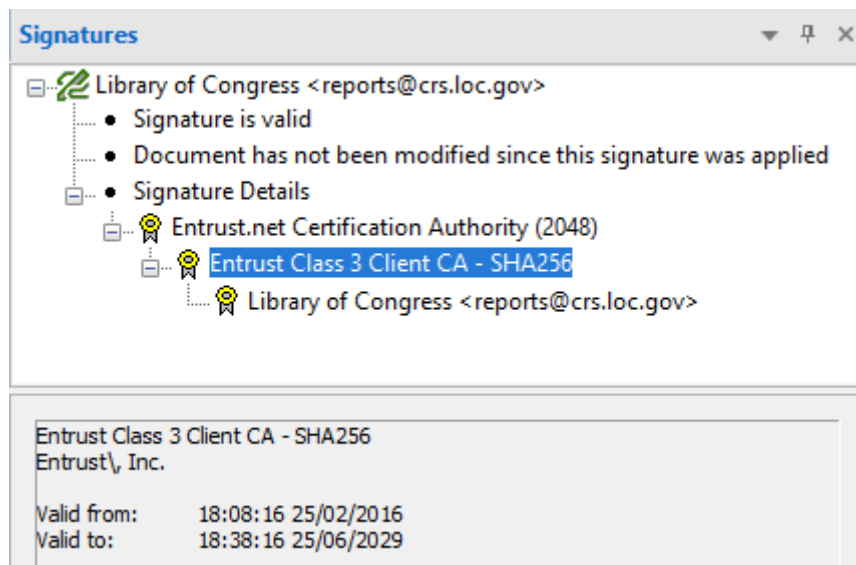 Signatures
Library of Congress <reports@crs.loc.gov>
Signature is valid
Document has not been modified since this signature was applied
Signature Details
Entrust.net Certification Authority (2048)
Entrust Class 3 Client CA - SHA256
Library of Congress <reports@crs.loc.gov>
Entrust Class 3 Client CA - SHA256
Entrust\, Inc.
Valid from: 18:08:16 25/02/2016
Valid to: 18:38:16 25/06/2029